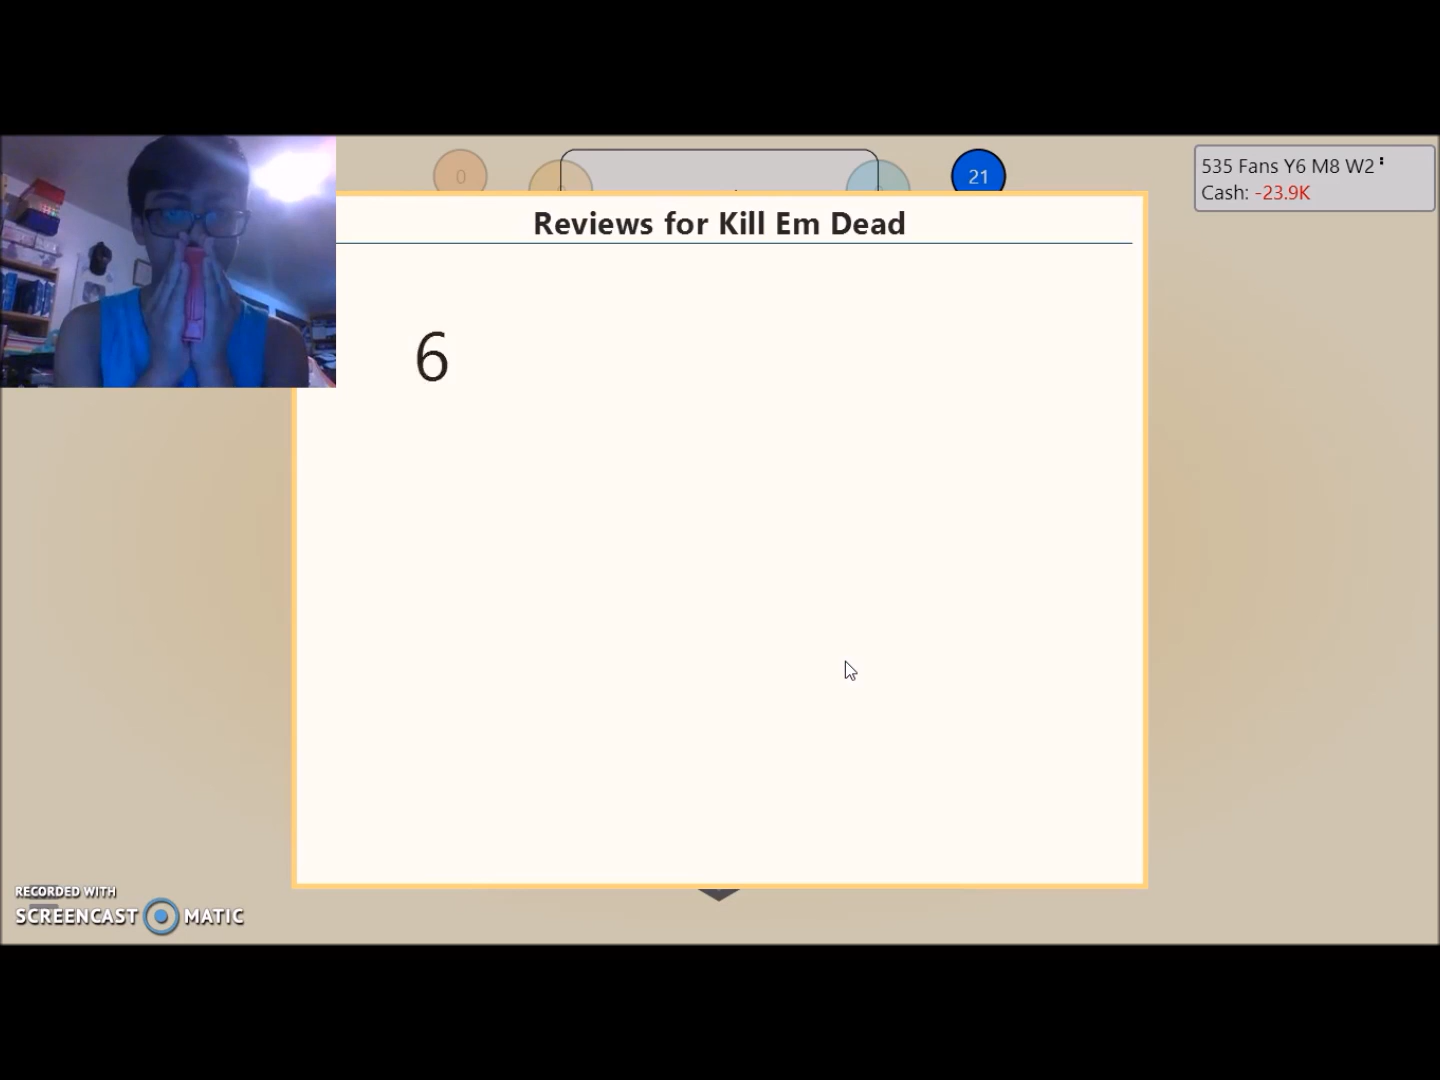 0
21
535 Fans Y6 M8 W2
Cash: -23.9K
Reviews for Kill Em Dead
6
RECORDED WITH
SCREENCAST MATIC